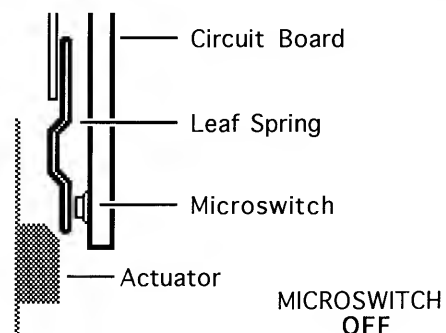 Circuit Board
Leaf Spring
Microswitch
Actuator
MICROSWITCH
OFF